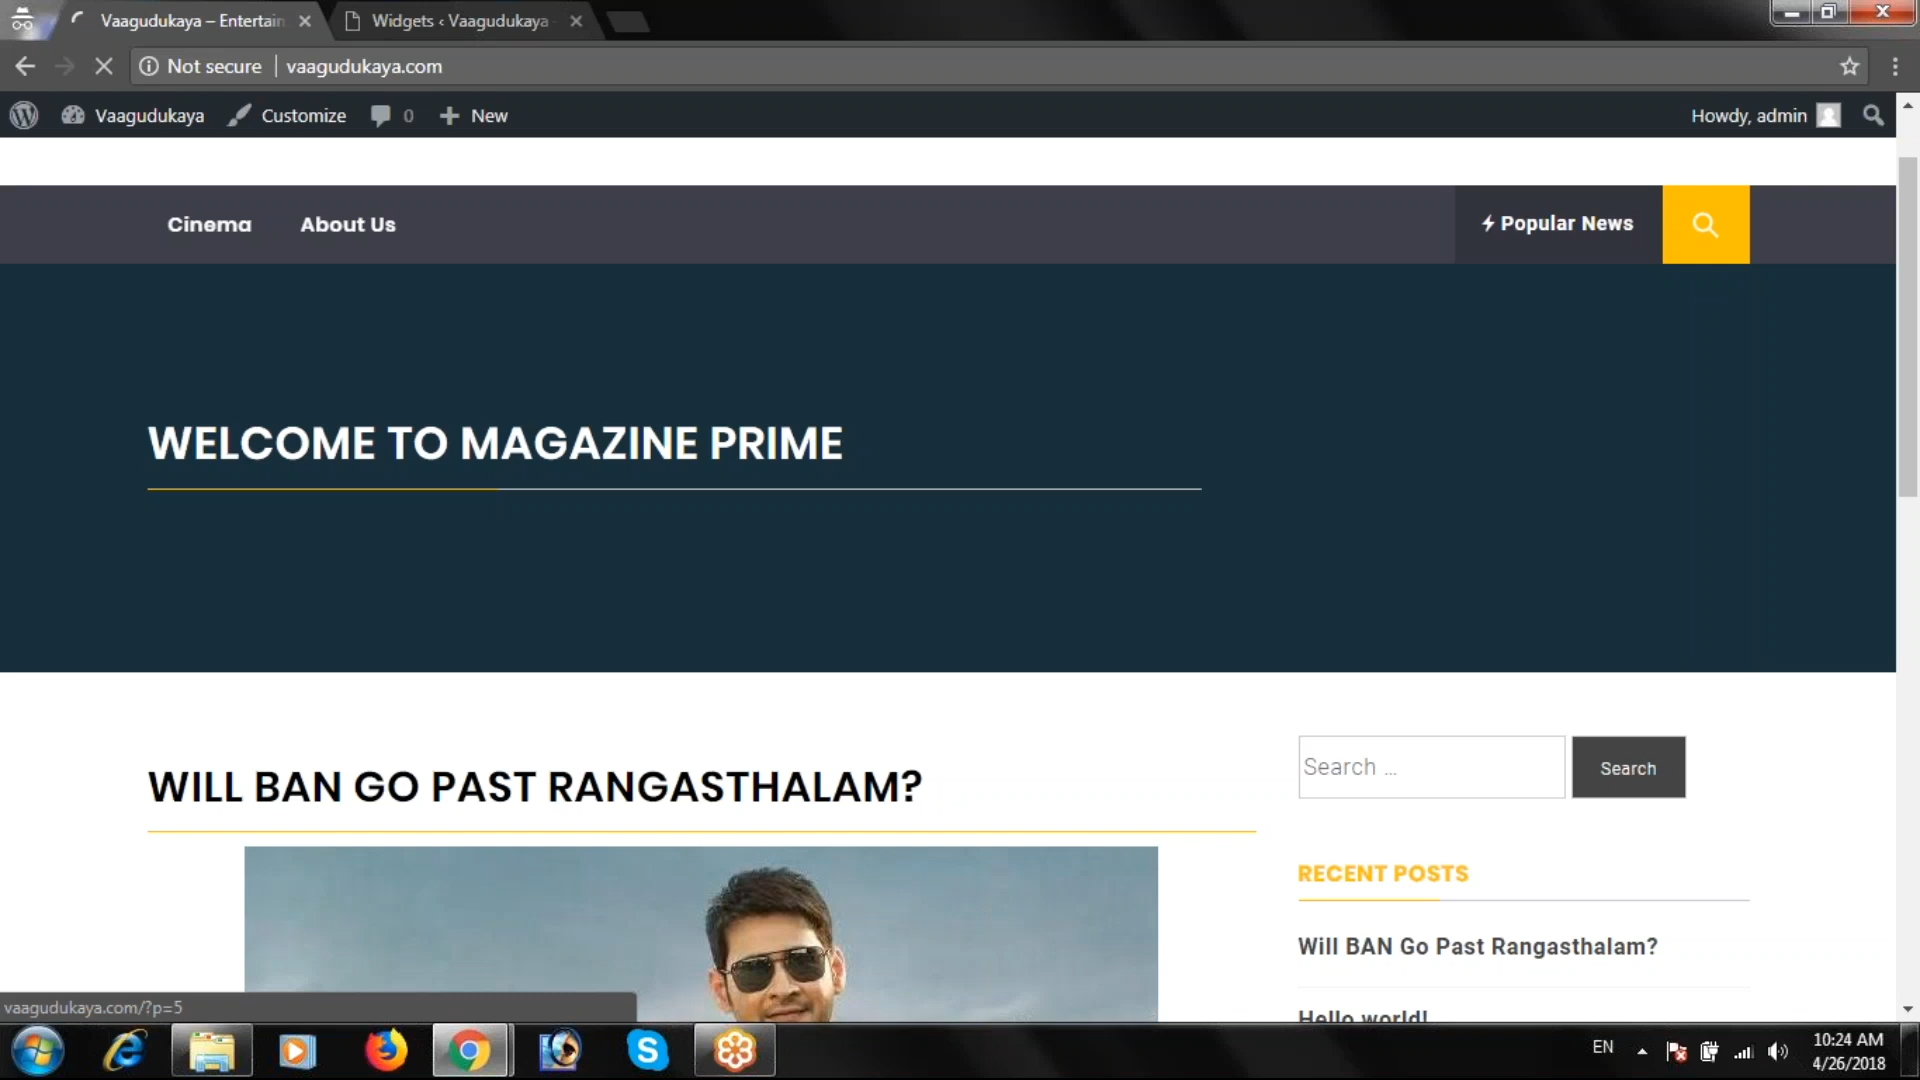 Vaagudukaya – Entertain
Widgets ‹ Vaagudukaya
Not secure | vaagudukaya.com
Vaagudukaya Customize 0 New
Howdy, admin
Cinema About Us
Popular News
WELCOME TO MAGAZINE PRIME
WILL BAN GO PAST RANGASTHALAM?
Search ...
Search
RECENT POSTS
Will BAN Go Past Rangasthalam?
Hello world!
vaagudukaya.com/?p=5
EN
10:24 AM
4/26/2018